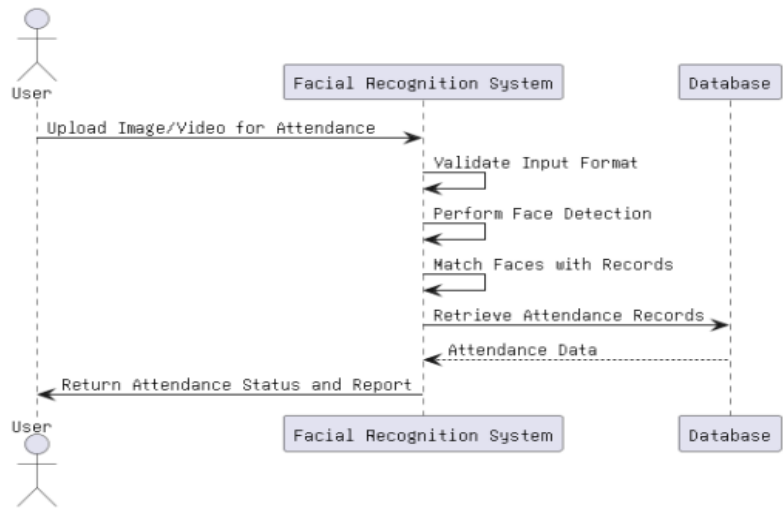 User
Facial Recognition System
Database
Upload Image/Video for Attendance
Validate Input Format
Perform Face Detection
Match Faces with Records
Retrieve Attendance Records
Attendance Data
Return Attendance Status and Report
User
Facial Recognition System
Database